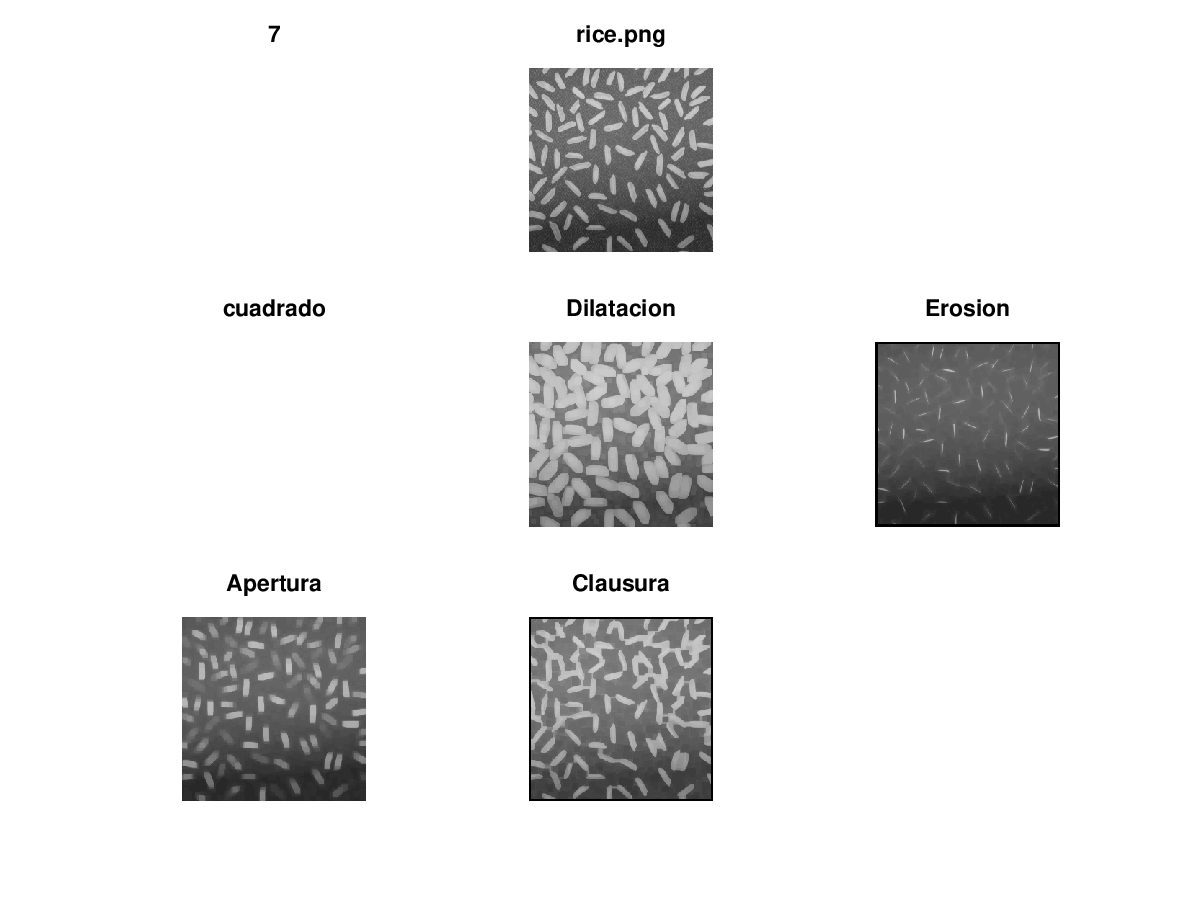 7
rice.png
cuadrado
Dilatacion
Erosion
Apertura
Clausura